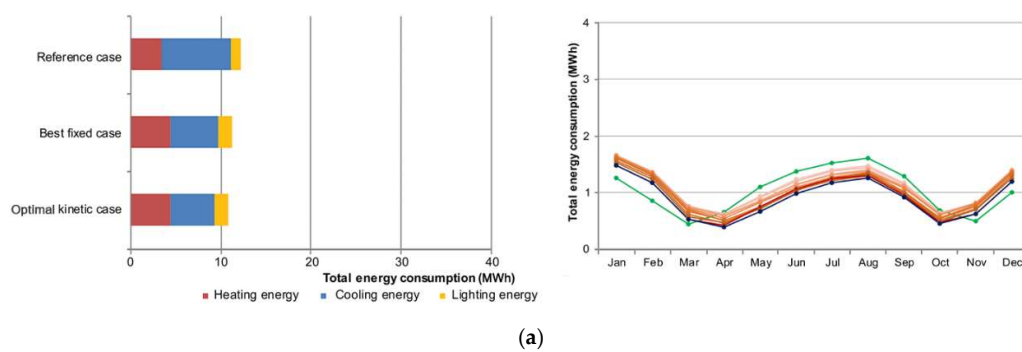 Reference case
Best fixed case
Optimal kinetic case
0 10 20 30 40
Total energy consumption (MWh)
Heating energy Cooling energy Lighting energy
Total energy consumption (MWh)
4
3
2
1
0
Jan Feb Mar Apr May Jun Jul Aug Sep Oct Nov Dec
(a)